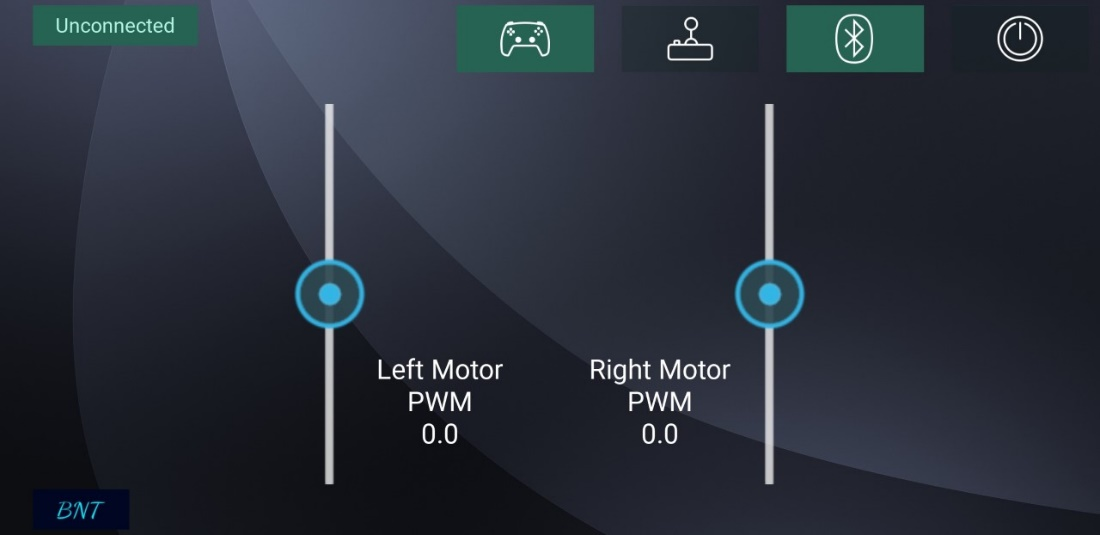 Unconnected
Left Motor
PWM
0.0
Right Motor
PWM
0.0
BNT